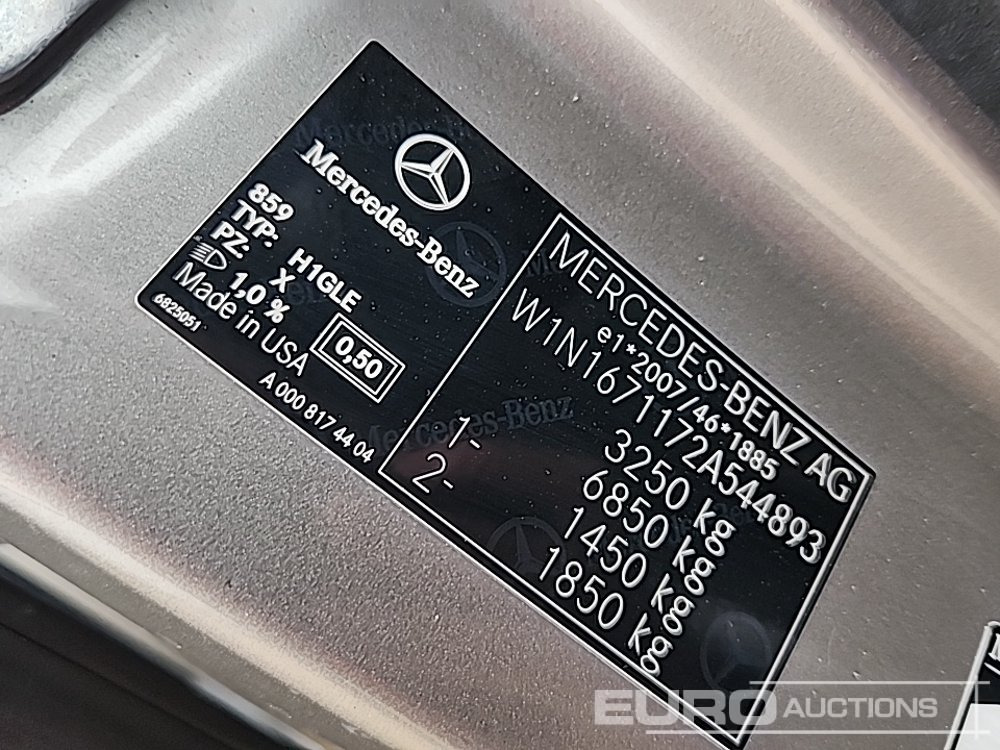 Mercedes-Benz
859
TYP: H1GLE
PZ: X
1,0 %
0,50
Made in USA
6825051
A 000 817 44 04
MERCEDES-BENZ AG
e1*2007/46*1885
W1N1671172A544893
3250 kg
6850 kg
1- 1450 kg
2- 1850 kg
EURO AUCTIONS